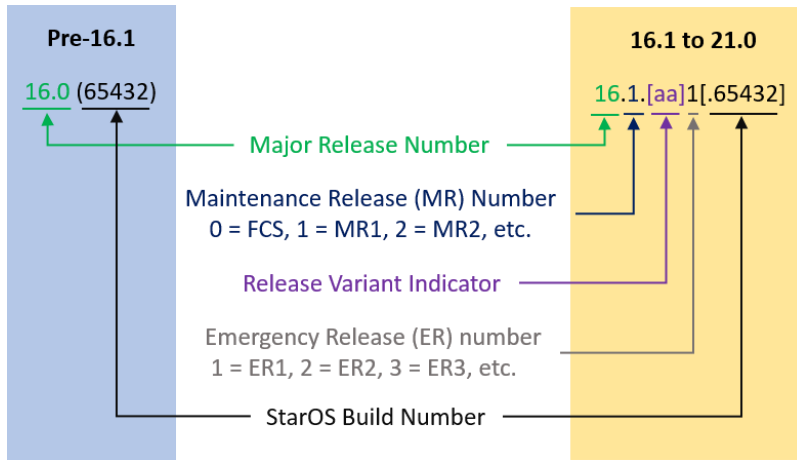 Pre-16.1
16.1 to 21.0
16.0 (65432)
16.1.[aa]1[.65432]
Major Release Number
Maintenance Release (MR) Number
0 = FCS, 1 = MR1, 2 = MR2, etc.
Release Variant Indicator
Emergency Release (ER) number
1 = ER1, 2 = ER2, 3 = ER3, etc.
StarOS Build Number